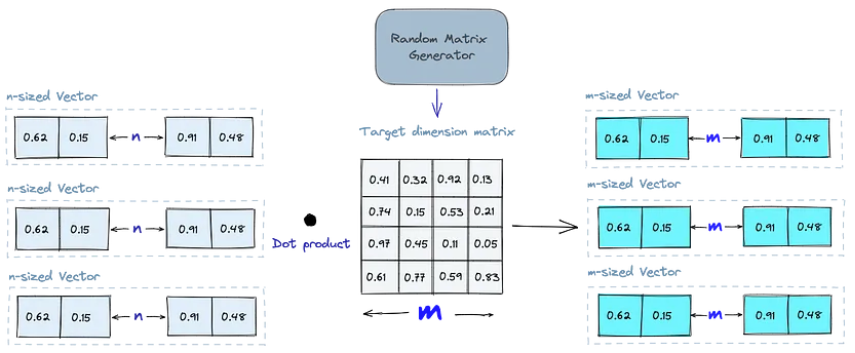 Random Matrix
Generator
n-sized Vector
0.62 0.15 n 0.91 0.48
n-sized Vector
0.62 0.15 n 0.91 0.48
n-sized Vector
0.62 0.15 n 0.91 0.48
Dot product
Target dimension matrix
0.41 0.32 0.92 0.13
0.74 0.15 0.53 0.21
0.97 0.45 0.11 0.05
0.61 0.77 0.59 0.83
m
m-sized Vector
0.62 0.15 m 0.91 0.48
m-sized Vector
0.62 0.15 m 0.91 0.48
m-sized Vector
0.62 0.15 m 0.91 0.48